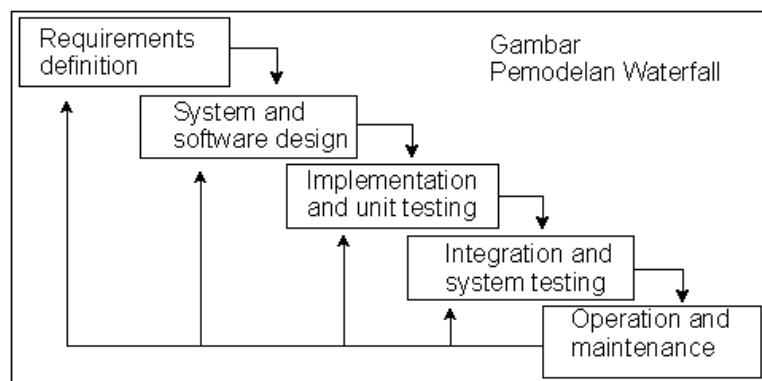 Requirements
definition
Gambar
Pemodelan Waterfall
System and
software design
Implementation
and unit testing
Integration and
system testing
Operation and
maintenance